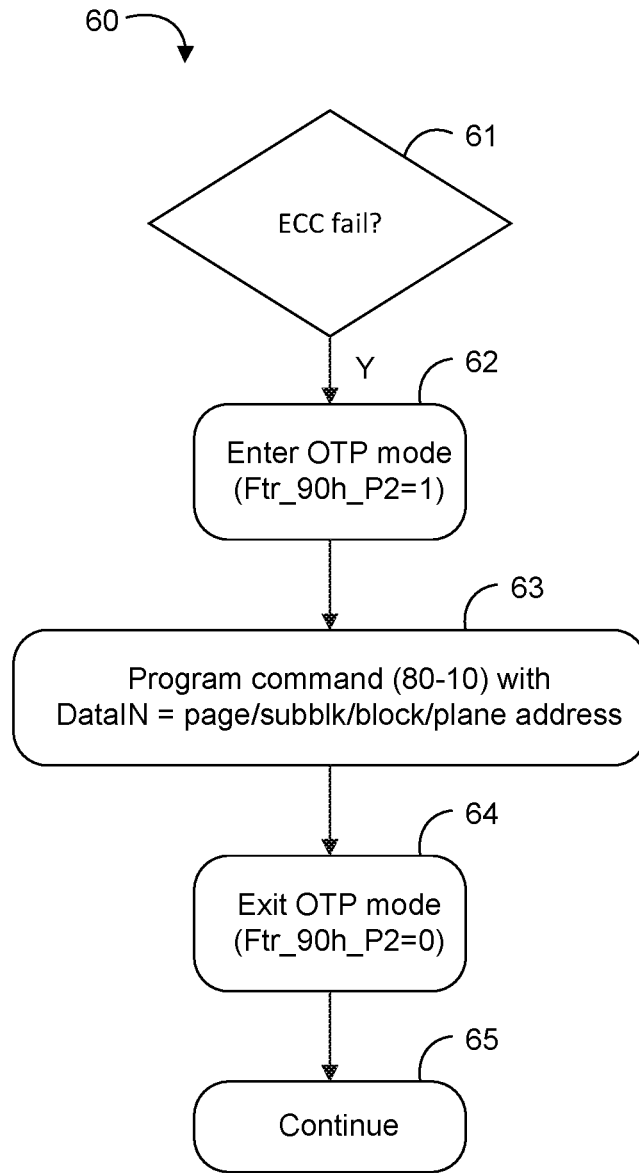 60
61
ECC fail?
Y
62
Enter OTP mode
(Ftr_90h_P2=1)
63
Program command (80-10) with
DataIN = page/subblk/block/plane address
64
Exit OTP mode
(Ftr_90h_P2=0)
65
Continue